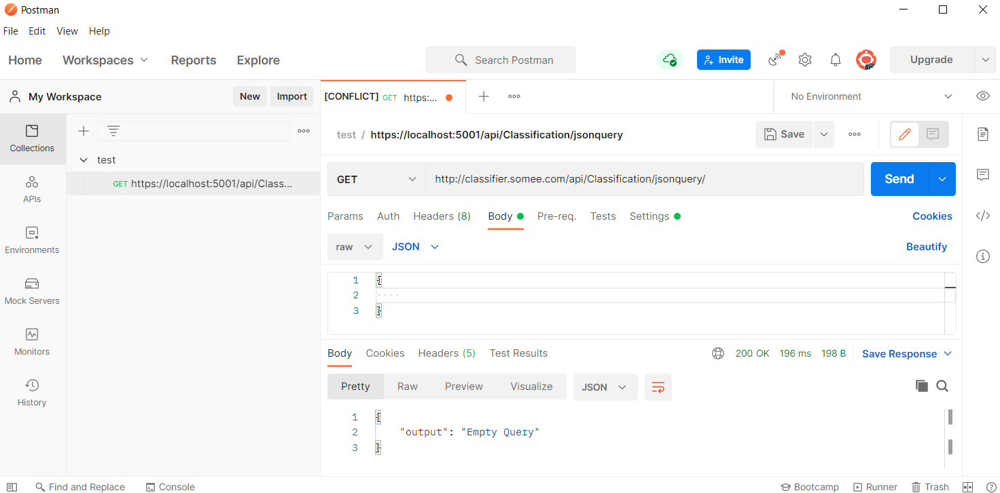 Postman
File Edit View Help
Home Workspaces Reports Explore Search Postman Invite Upgrade
My Workspace New Import [CONFLICT] GET https:... No Environment
Collections
APIs
Environments
Mock Servers
Monitors
History
test
GET https://localhost:5001/api/Class...
test / https://localhost:5001/api/Classification/jsonquery Save
GET http://classifier.somee.com/api/Classification/jsonquery/ Send
Params Auth Headers (8) Body Pre-req. Tests Settings Cookies
raw JSON Beautify
1 {
2 ····
3 }
Body Cookies Headers (5) Test Results 200 OK 196 ms 198 B Save Response
Pretty Raw Preview Visualize JSON
1 {
2 "output": "Empty Query"
3 }
Find and Replace Console Bootcamp Runner Trash